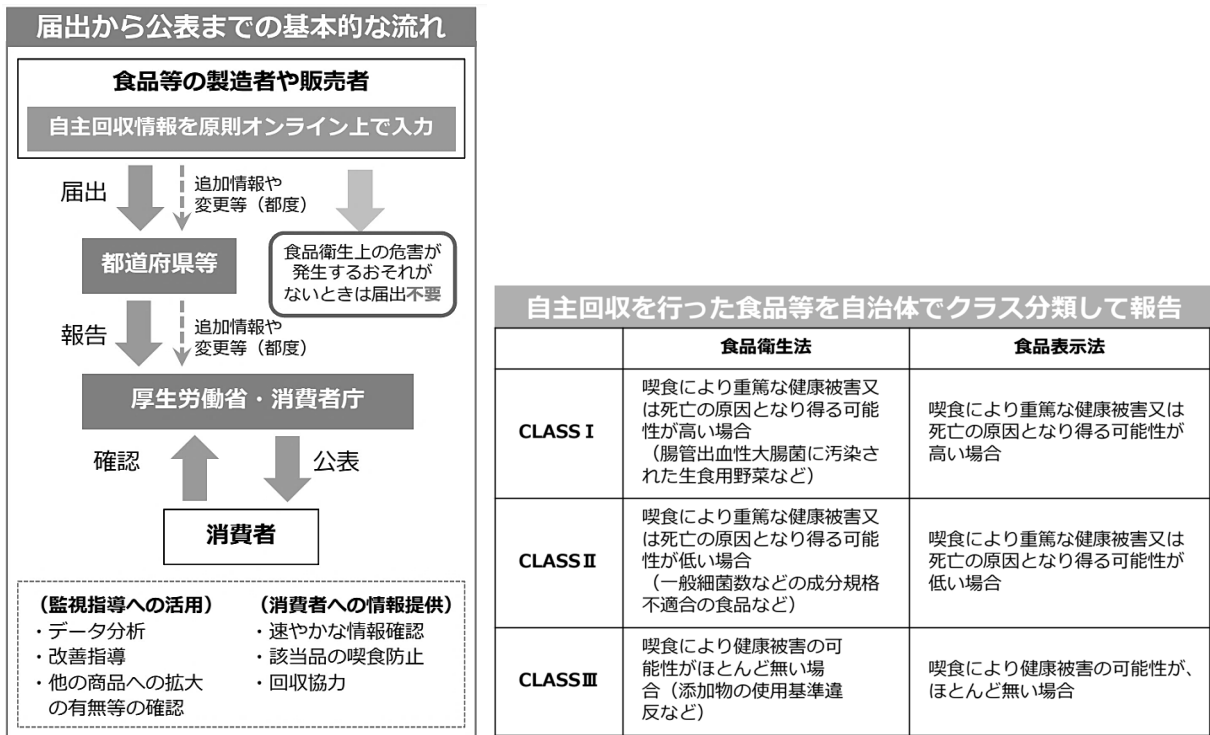 届出から公表までの基本的な流れ
食品等の製造者や販売者
自主回収情報を原則オンライン上で入力
届出
追加情報や
変更等（都度）
都道府県等
食品衛生上の危害が
発生するおそれが
ないときは届出不要
報告
追加情報や
変更等（都度）
厚生労働省・消費者庁
確認
公表
消費者
（監視指導への活用）
・データ分析
・改善指導
・他の商品への拡大
の有無等の確認
（消費者への情報提供）
・速やかな情報確認
・該当品の喫食防止
・回収協力
自主回収を行った食品等を自治体でクラス分類して報告
食品衛生法
食品表示法
CLASSⅠ
喫食により重篤な健康被害又
は死亡の原因となり得る可能
性が高い場合
（腸管出血性大腸菌に汚染さ
れた生食用野菜など）
喫食により重篤な健康被害又は
死亡の原因となり得る可能性が
高い場合
CLASSⅡ
喫食により重篤な健康被害又
は死亡の原因となり得る可能
性が低い場合
（一般細菌数などの成分規格
不適合の食品など）
喫食により重篤な健康被害又は
死亡の原因となり得る可能性が
低い場合
CLASSⅢ
喫食により健康被害の可
能性がほとんど無い場
合（添加物の使用基準違
反など）
喫食により健康被害の可能性が、
ほとんど無い場合